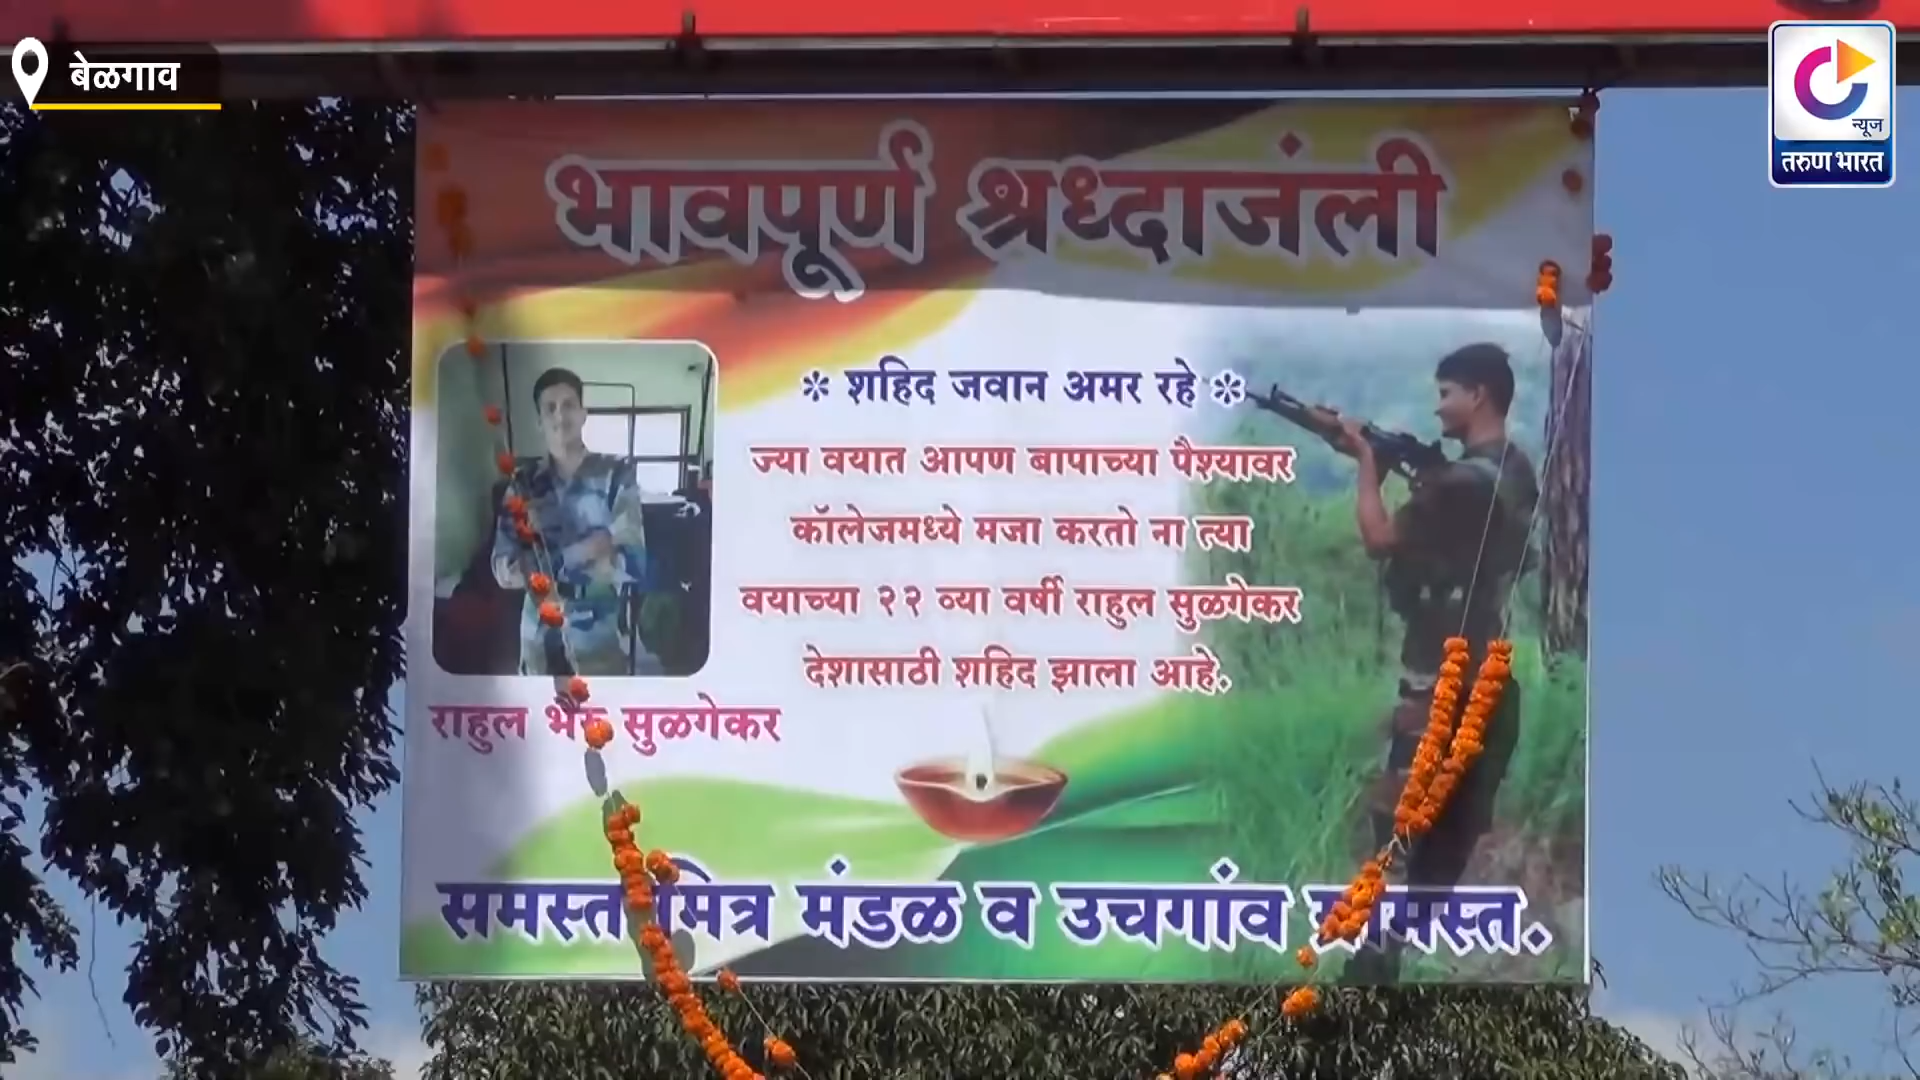 बेळगाव
न्यूज
तरुण भारत
भावपूर्ण श्रध्दाजंली
* शहिद जवान अमर रहे *
ज्या वयात आपण बापाच्या पैश्यावर
कॉलेजमध्ये मजा करतो ना त्या
वयाच्या २२ व्या वर्षी राहुल सुळगेकर
देशासाठी शहिद झाला आहे.
राहुल भैरू सुळगेकर
समस्त मित्र मंडळ व उचगांव ग्रामस्त.